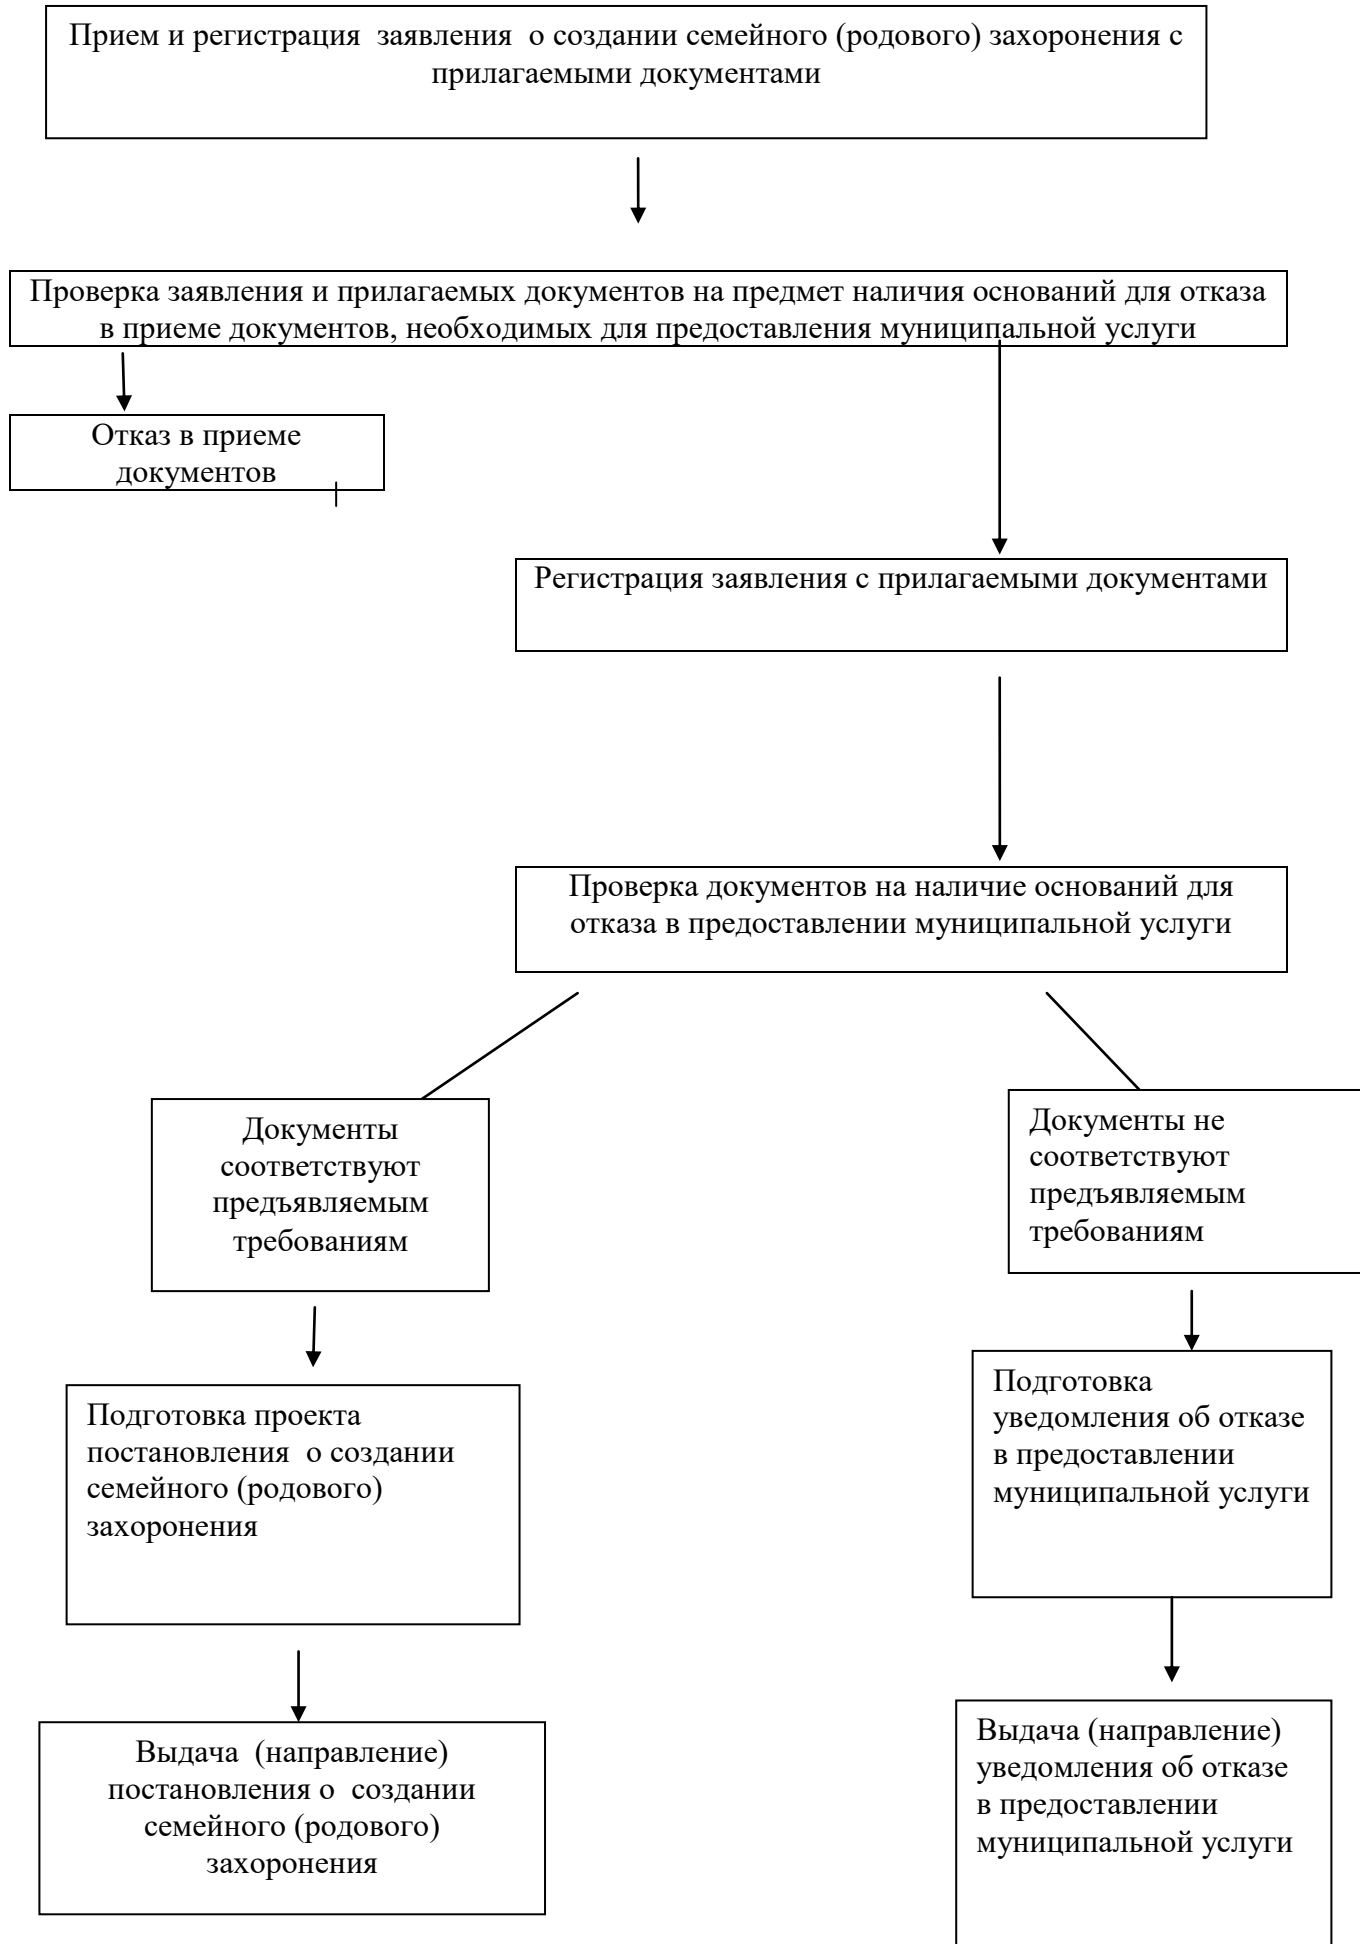 Прием и регистрация  заявления  о создании семейного (родового) захоронения с
прилагаемыми документами
Проверка заявления и прилагаемых документов на предмет наличия оснований для отказа
в приеме документов, необходимых для предоставления муниципальной услуги
Отказ в приеме
документов
Регистрация заявления с прилагаемыми документами
Проверка документов на наличие оснований для
отказа в предоставлении муниципальной услуги
Документы
соответствуют
предъявляемым
требованиям
Документы не
соответствуют
предъявляемым
требованиям
Подготовка проекта
постановления  о создании
семейного (родового)
захоронения
Подготовка
уведомления об отказе
в предоставлении
муниципальной услуги
Выдача  (направление)
постановления о  создании
семейного (родового)
захоронения
Выдача (направление)
уведомления об отказе
в предоставлении
муниципальной услуги